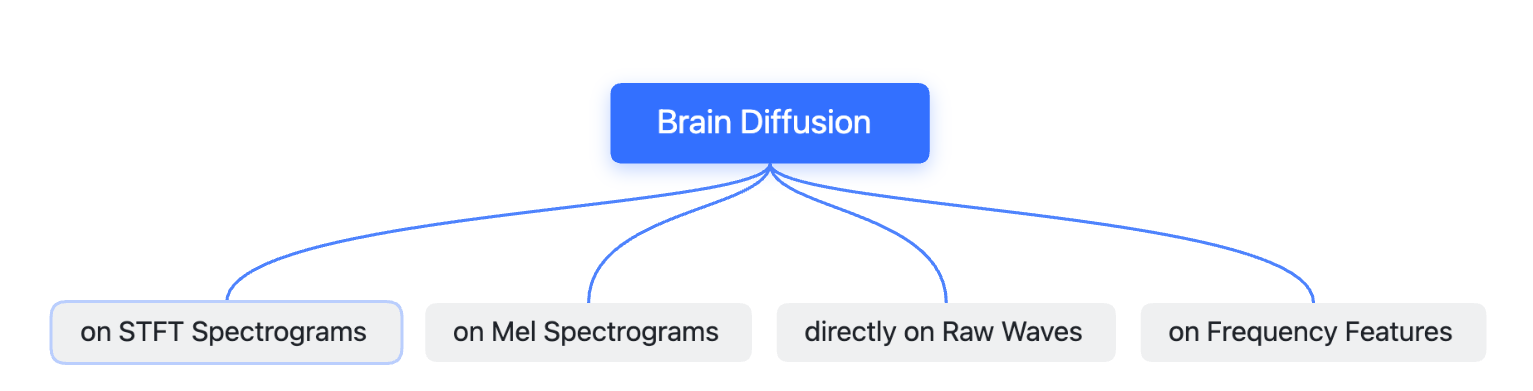 Brain Diffusion
on STFT Spectrograms
on Mel Spectrograms
directly on Raw Waves
on Frequency Features